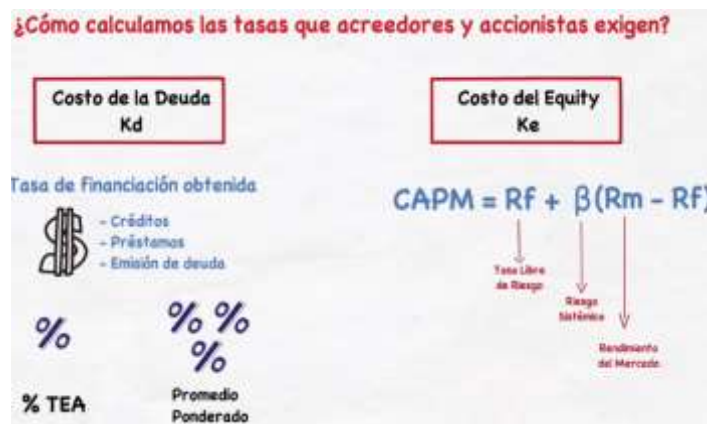 ¿Cómo calculamos las tasas que acreedores y accionistas exigen?
Costo de la Deuda
Kd
Tasa de financiación obtenida
- Créditos
- Préstamos
- Emisión de deuda
%
% %
%
% TEA
Promedio
Ponderado
Costo del Equity
Ke
CAPM = Rf + β(Rm - Rf)
Tasa Libre
de Riesgo
Riesgo
Sistémico
Rendimiento
del Mercado